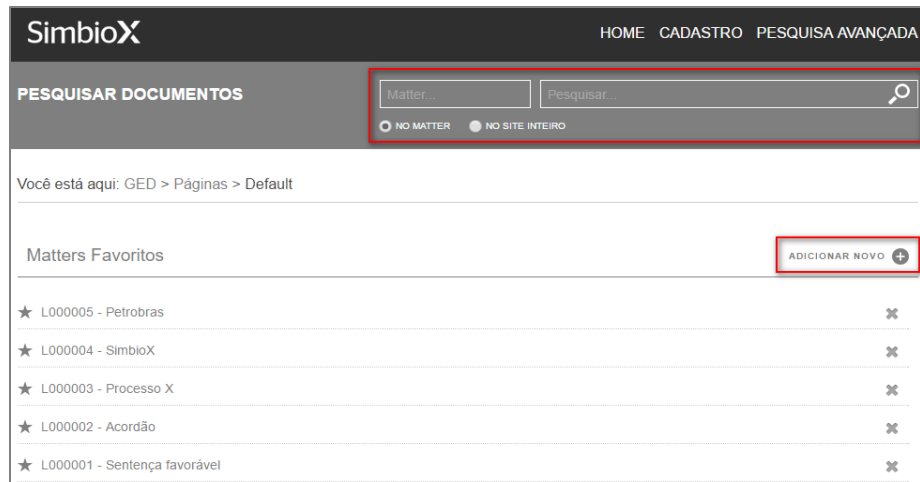 SimbioX
HOME CADASTRO PESQUISA AVANÇADA
PESQUISAR DOCUMENTOS
Matter... Pesquisar...
NO MATTER NO SITE INTEIRO
Você está aqui: GED > Páginas > Default
Matters Favoritos
ADICIONAR NOVO
L000005 - Petrobras
L000004 - SimbioX
L000003 - Processo X
L000002 - Acordão
L000001 - Sentença favorável